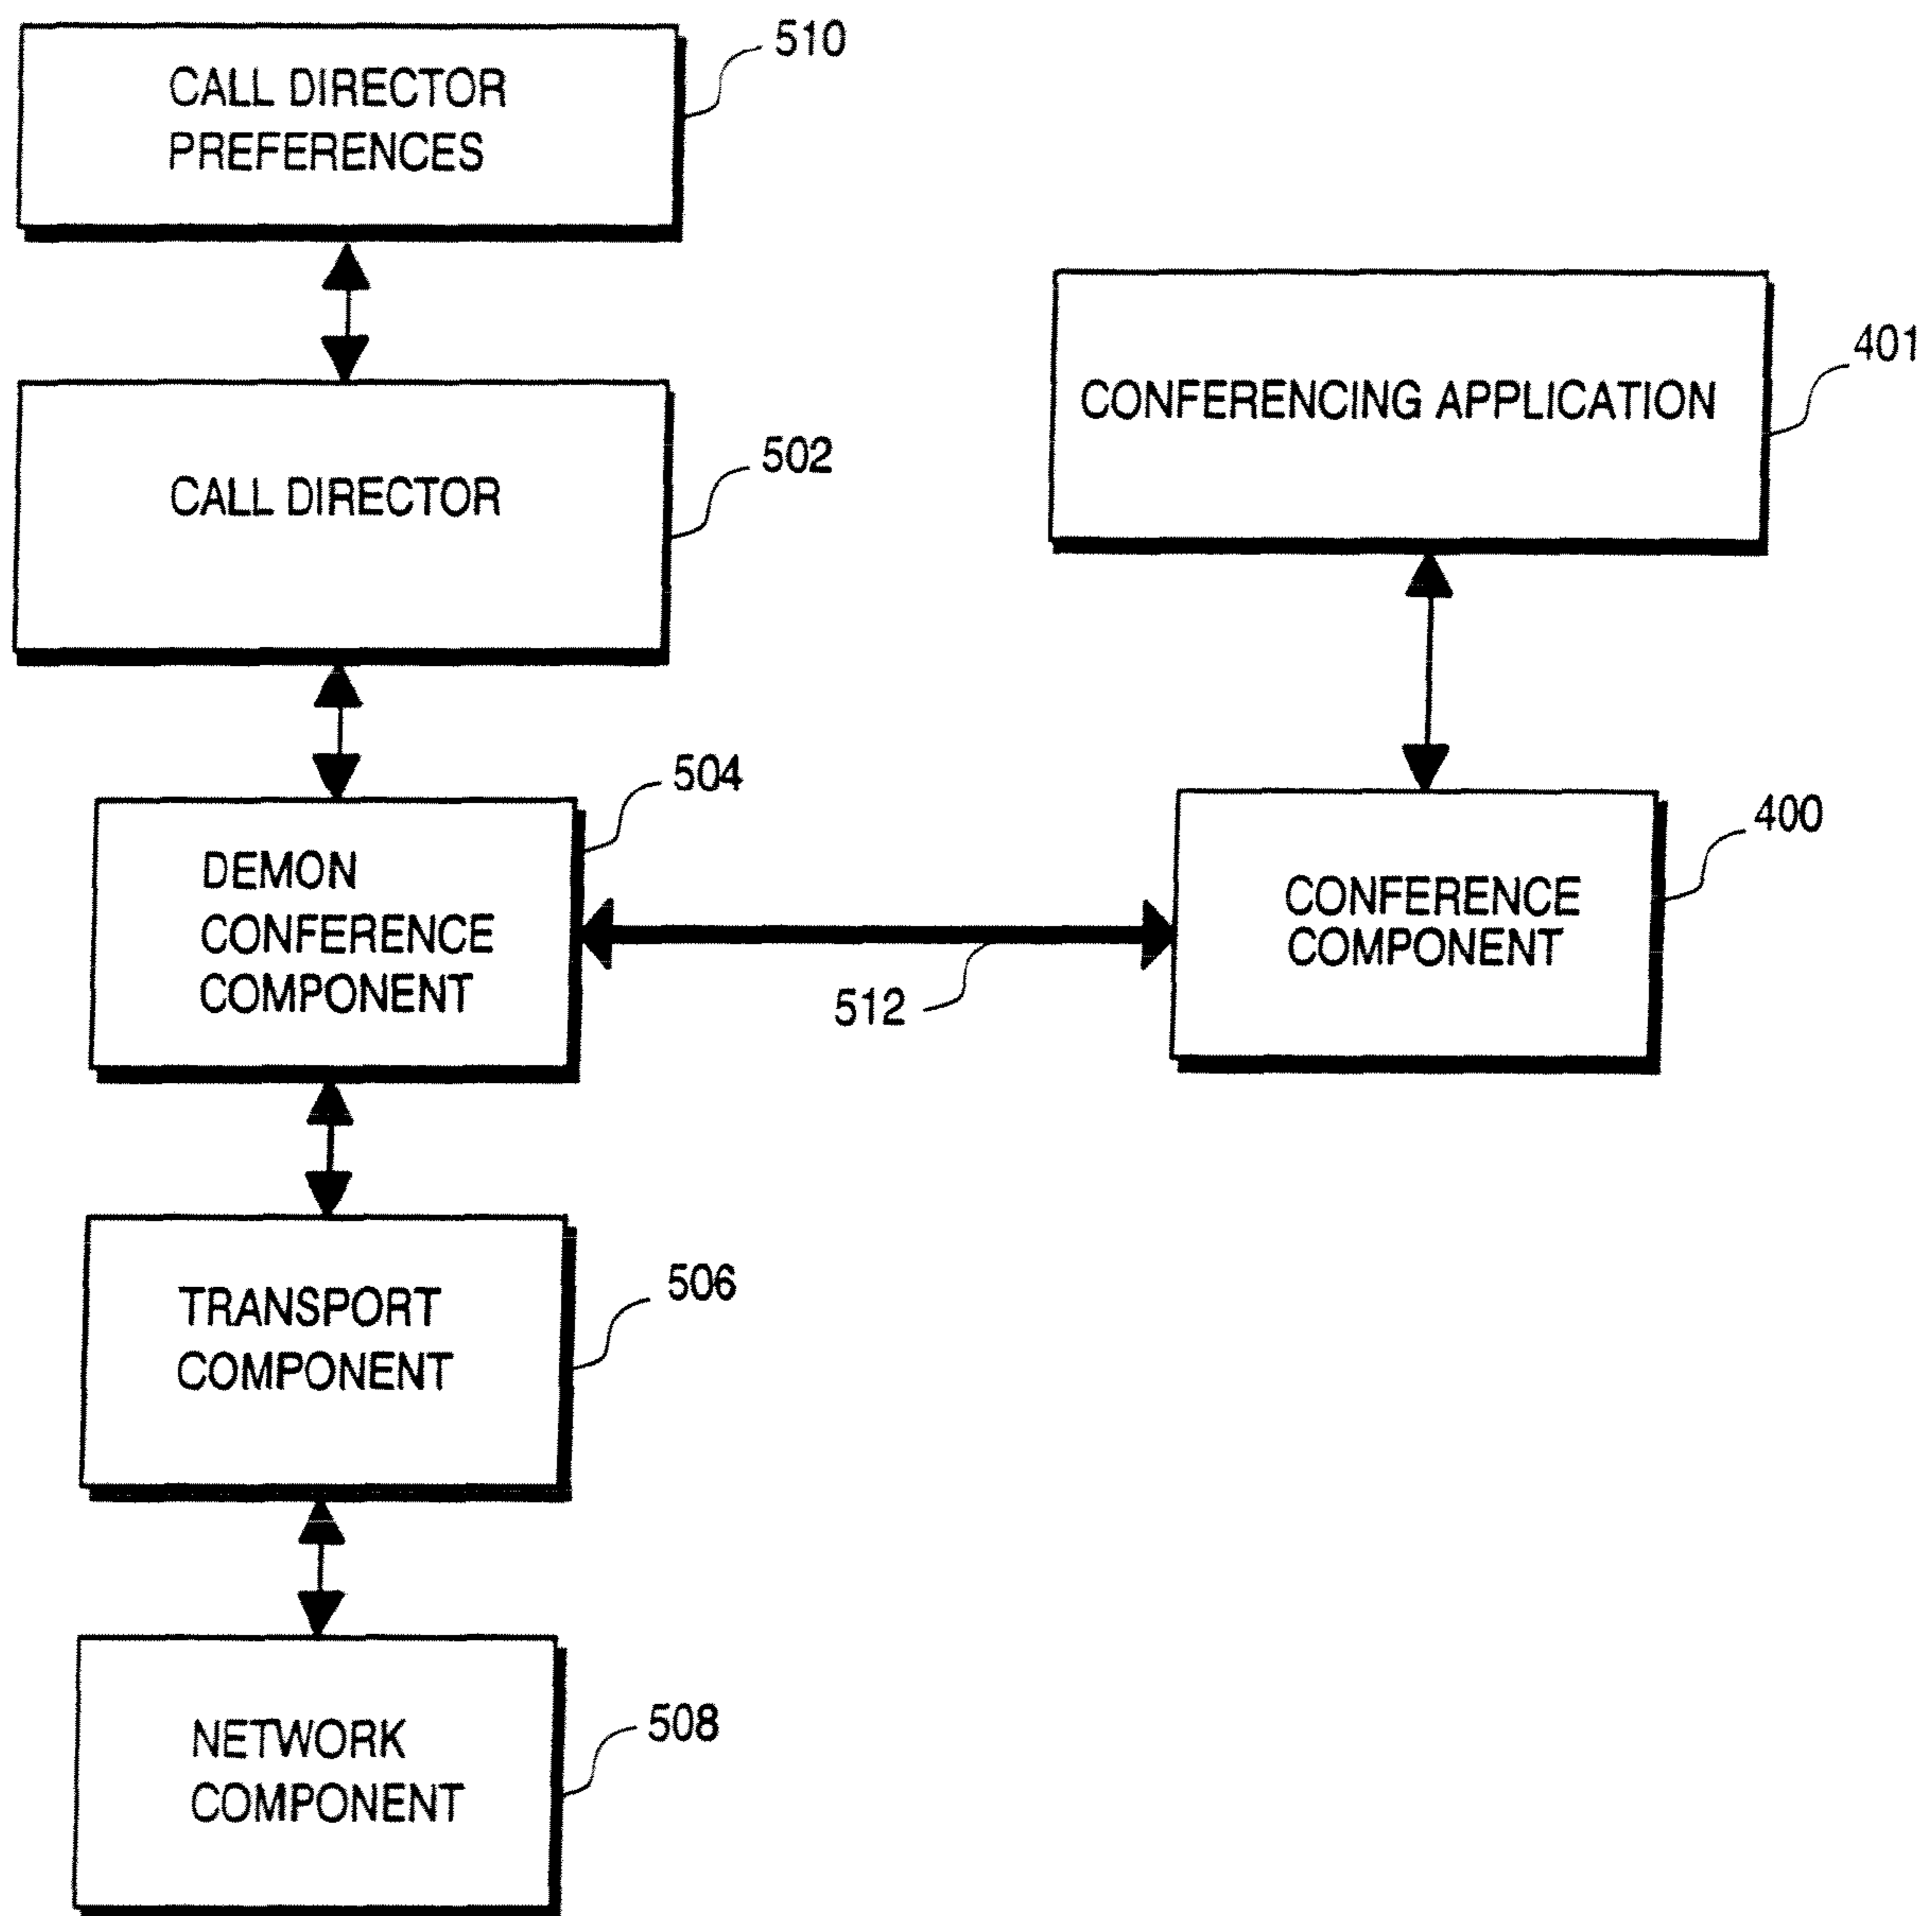 510
CALL DIRECTOR
PREFERENCES
401
CONFERENCING APPLICATION
502
CALL DIRECTOR
504
DEMON
CONFERENCE
COMPONENT
400
CONFERENCE
COMPONENT
512
506
TRANSPORT
COMPONENT
508
NETWORK
COMPONENT